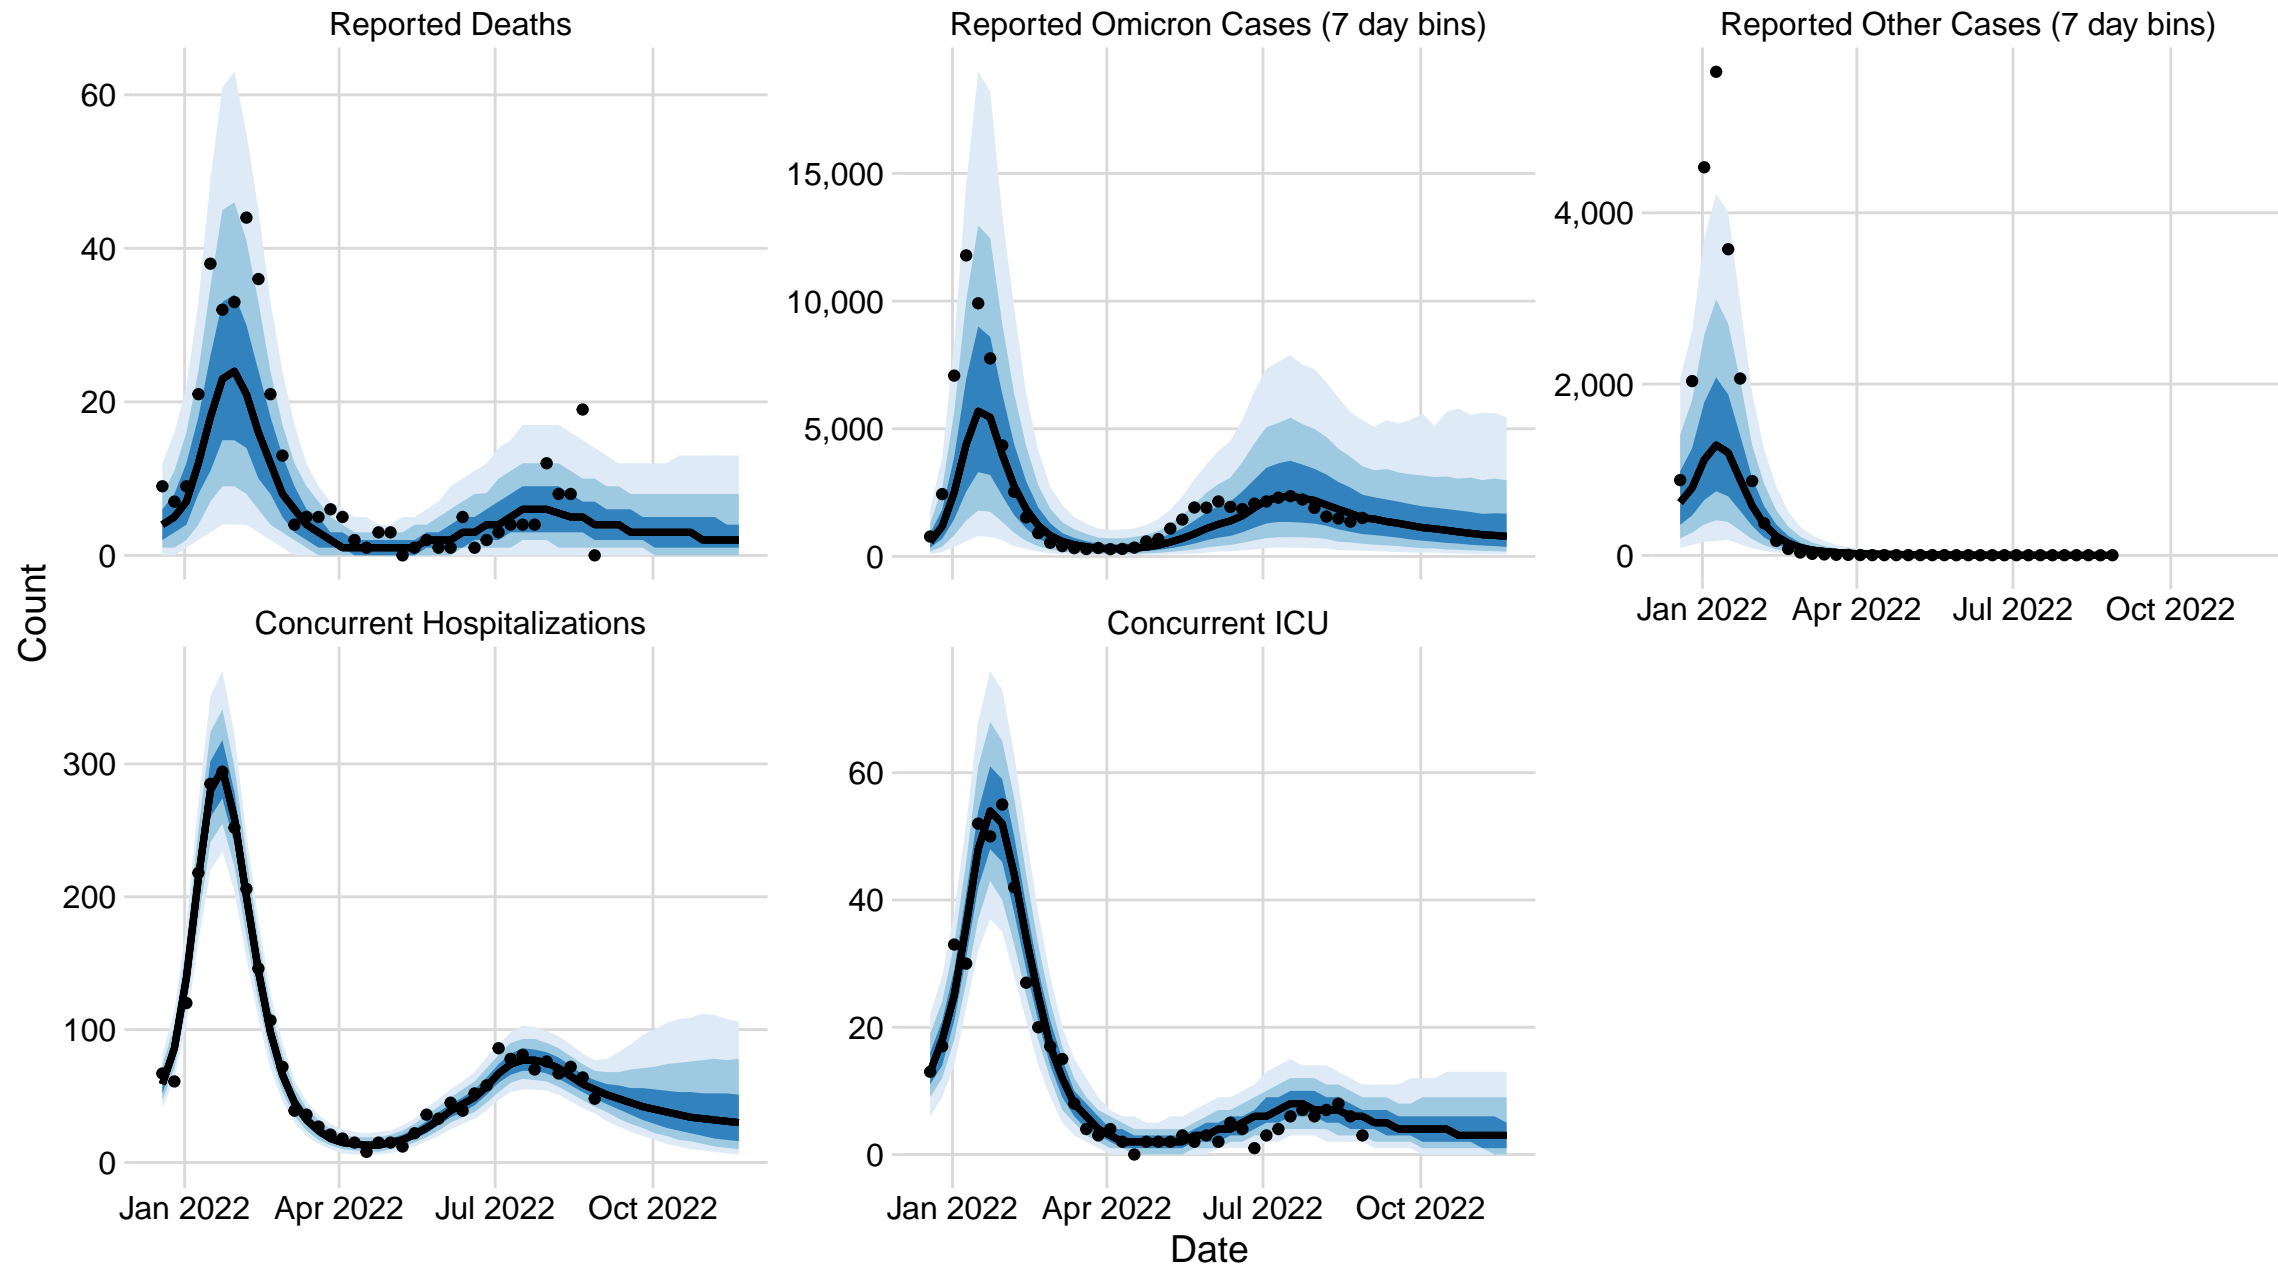 Reported Deaths
Reported Omicron Cases (7 day bins)
Reported Other Cases (7 day bins)
60
40
20
0
15,000
10,000
5,000
0
4,000
2,000
0
Jan 2022 Apr 2022 Jul 2022 Oct 2022
Count
Concurrent Hospitalizations
Concurrent ICU
300
200
100
0
60
40
20
0
Jan 2022 Apr 2022 Jul 2022 Oct 2022
Jan 2022 Apr 2022 Jul 2022 Oct 2022
Date